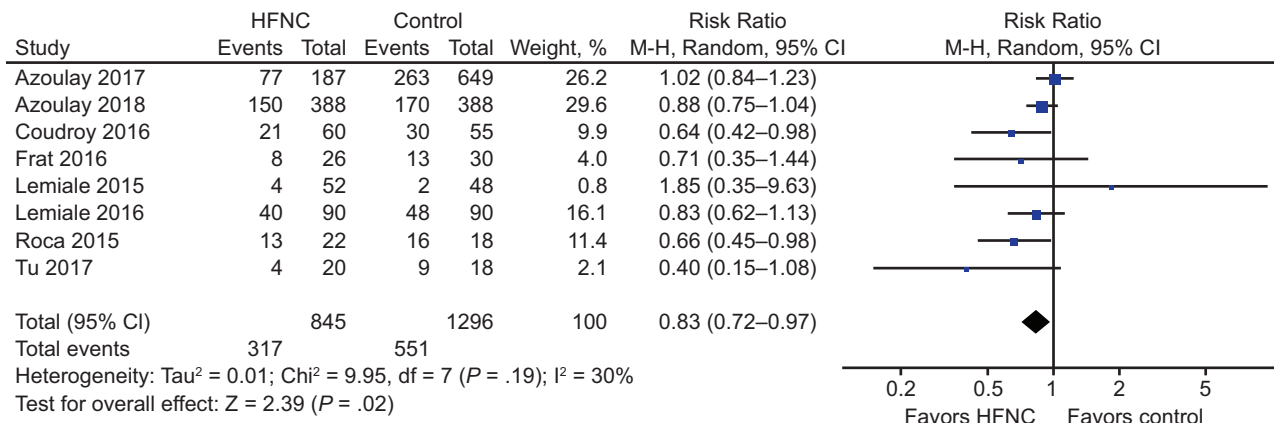 HFNC Control Risk Ratio Risk Ratio
Study Events Total Events Total Weight, % M-H, Random, 95% CI M-H, Random, 95% CI
Azoulay 2017 77 187 263 649 26.2 1.02 (0.84–1.23)
Azoulay 2018 150 388 170 388 29.6 0.88 (0.75–1.04)
Coudroy 2016 21 60 30 55 9.9 0.64 (0.42–0.98)
Frat 2016 8 26 13 30 4.0 0.71 (0.35–1.44)
Lemiale 2015 4 52 2 48 0.8 1.85 (0.35–9.63)
Lemiale 2016 40 90 48 90 16.1 0.83 (0.62–1.13)
Roca 2015 13 22 16 18 11.4 0.66 (0.45–0.98)
Tu 2017 4 20 9 18 2.1 0.40 (0.15–1.08)
Total (95% CI) 845 1296 100 0.83 (0.72–0.97)
Total events 317 551
Heterogeneity: Tau² = 0.01; Chi² = 9.95, df = 7 (P = .19); I² = 30%
Test for overall effect: Z = 2.39 (P = .02)
0.2 0.5 1 2 5
Favors HFNC Favors control